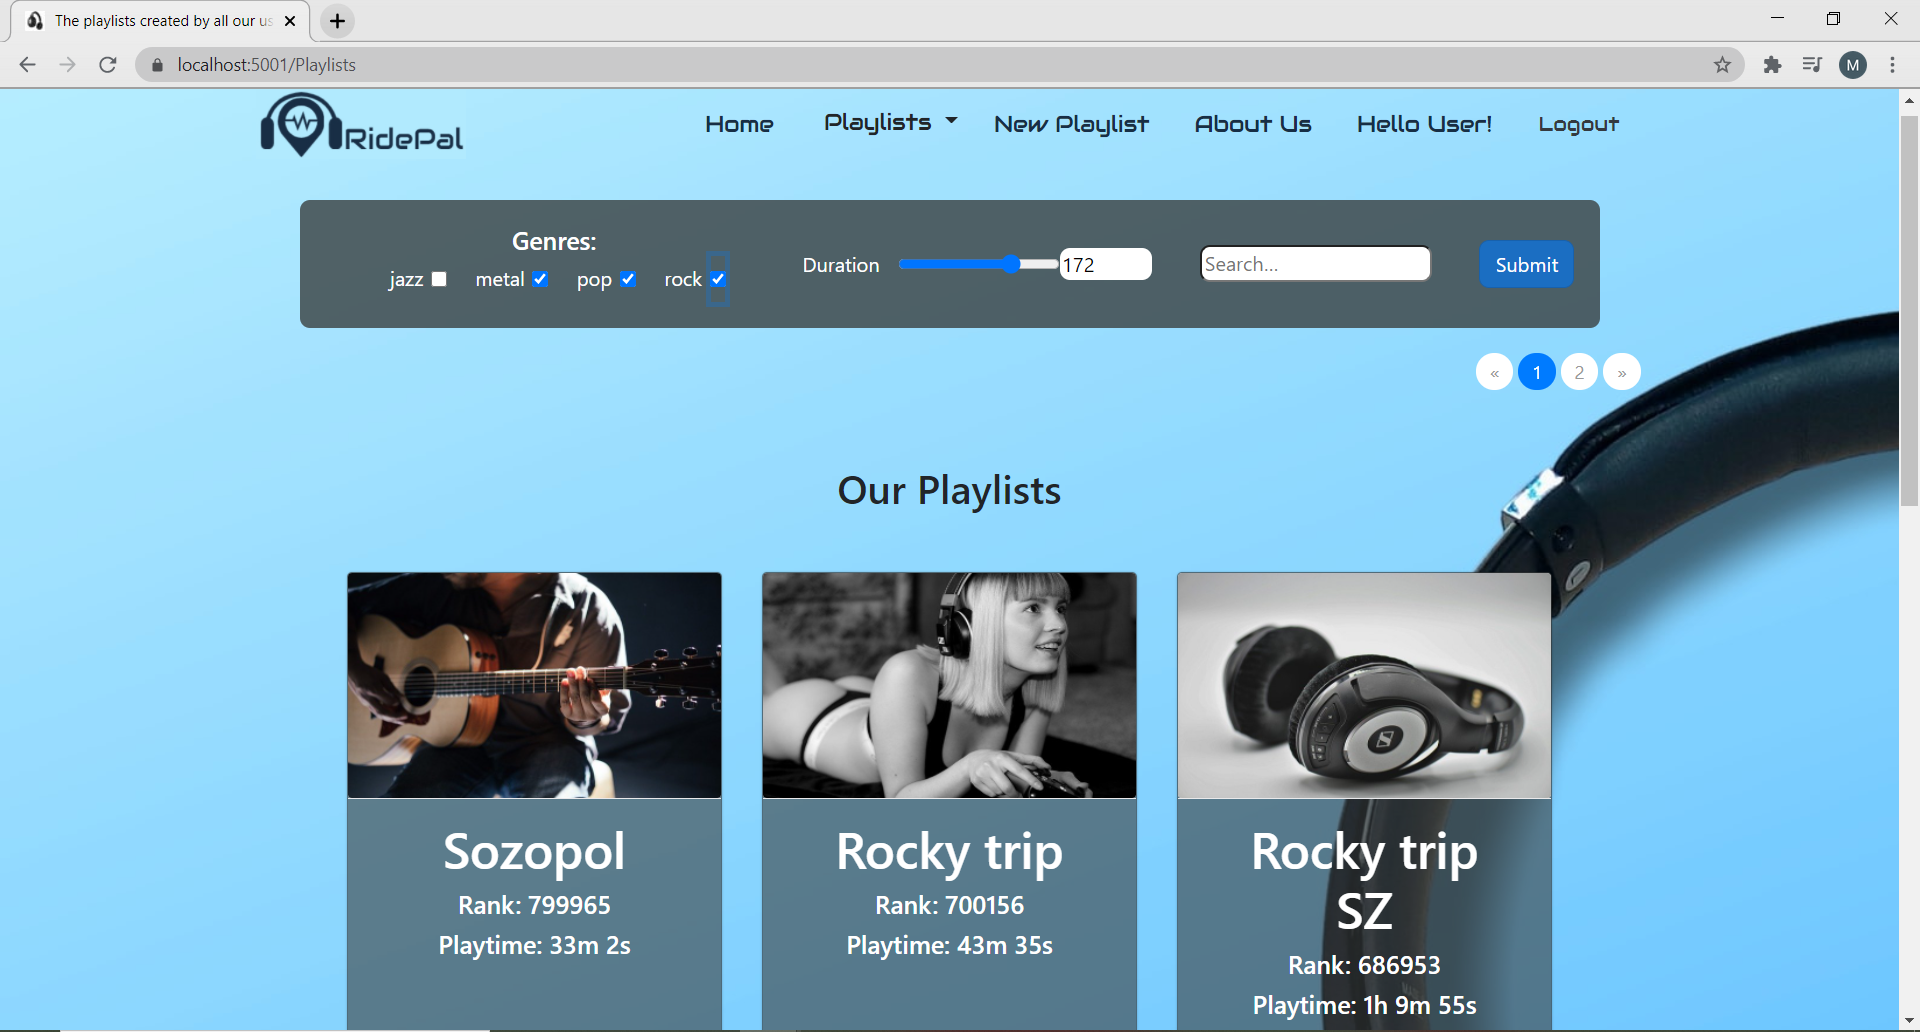 The playlists created by all our us
localhost:5001/Playlists
M
RidePal
Home
Playlists
New Playlist
About Us
Hello User!
Logout
Genres:
jazz
metal
pop
rock
Duration
172
Search...
Submit
« 1 2 »
Our Playlists
Sozopol
Rank: 799965
Playtime: 33m 2s
Rocky trip
Rank: 700156
Playtime: 43m 35s
Rocky trip
SZ
Rank: 686953
Playtime: 1h 9m 55s